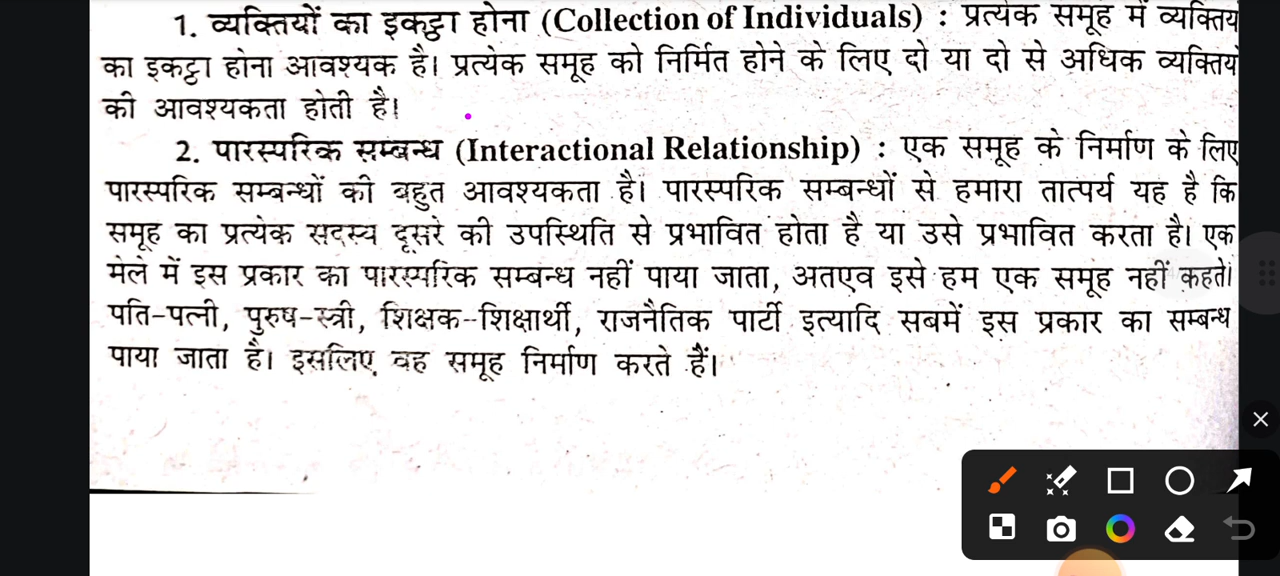 1. व्यक्तियों का इकट्ठा होना (Collection of Individuals) : प्रत्येक समूह में व्यक्तिय
का इकट्ठा होना आवश्यक है। प्रत्येक समूह को निर्मित होने के लिए दो या दो से अधिक व्यक्तियो
की आवश्यकता होती है।
2. पारस्परिक सम्बन्ध (Interactional Relationship) : एक समूह के निर्माण के लिए
पारस्परिक सम्बन्धों की बहुत आवश्यकता है। पारस्परिक सम्बन्धों से हमारा तात्पर्य यह है कि
समूह का प्रत्येक सदस्य दूसरे की उपस्थिति से प्रभावित होता है या उसे प्रभावित करता है। एक
मेले में इस प्रकार का पारस्परिक सम्बन्ध नहीं पाया जाता, अतएव इसे हम एक समूह नहीं कहते।
पति-पत्नी, पुरुष-स्त्री, शिक्षक-शिक्षार्थी, राजनैतिक पार्टी इत्यादि सबमें इस प्रकार का सम्बन्ध
पाया जाता है। इसलिए वह समूह निर्माण करते हैं।